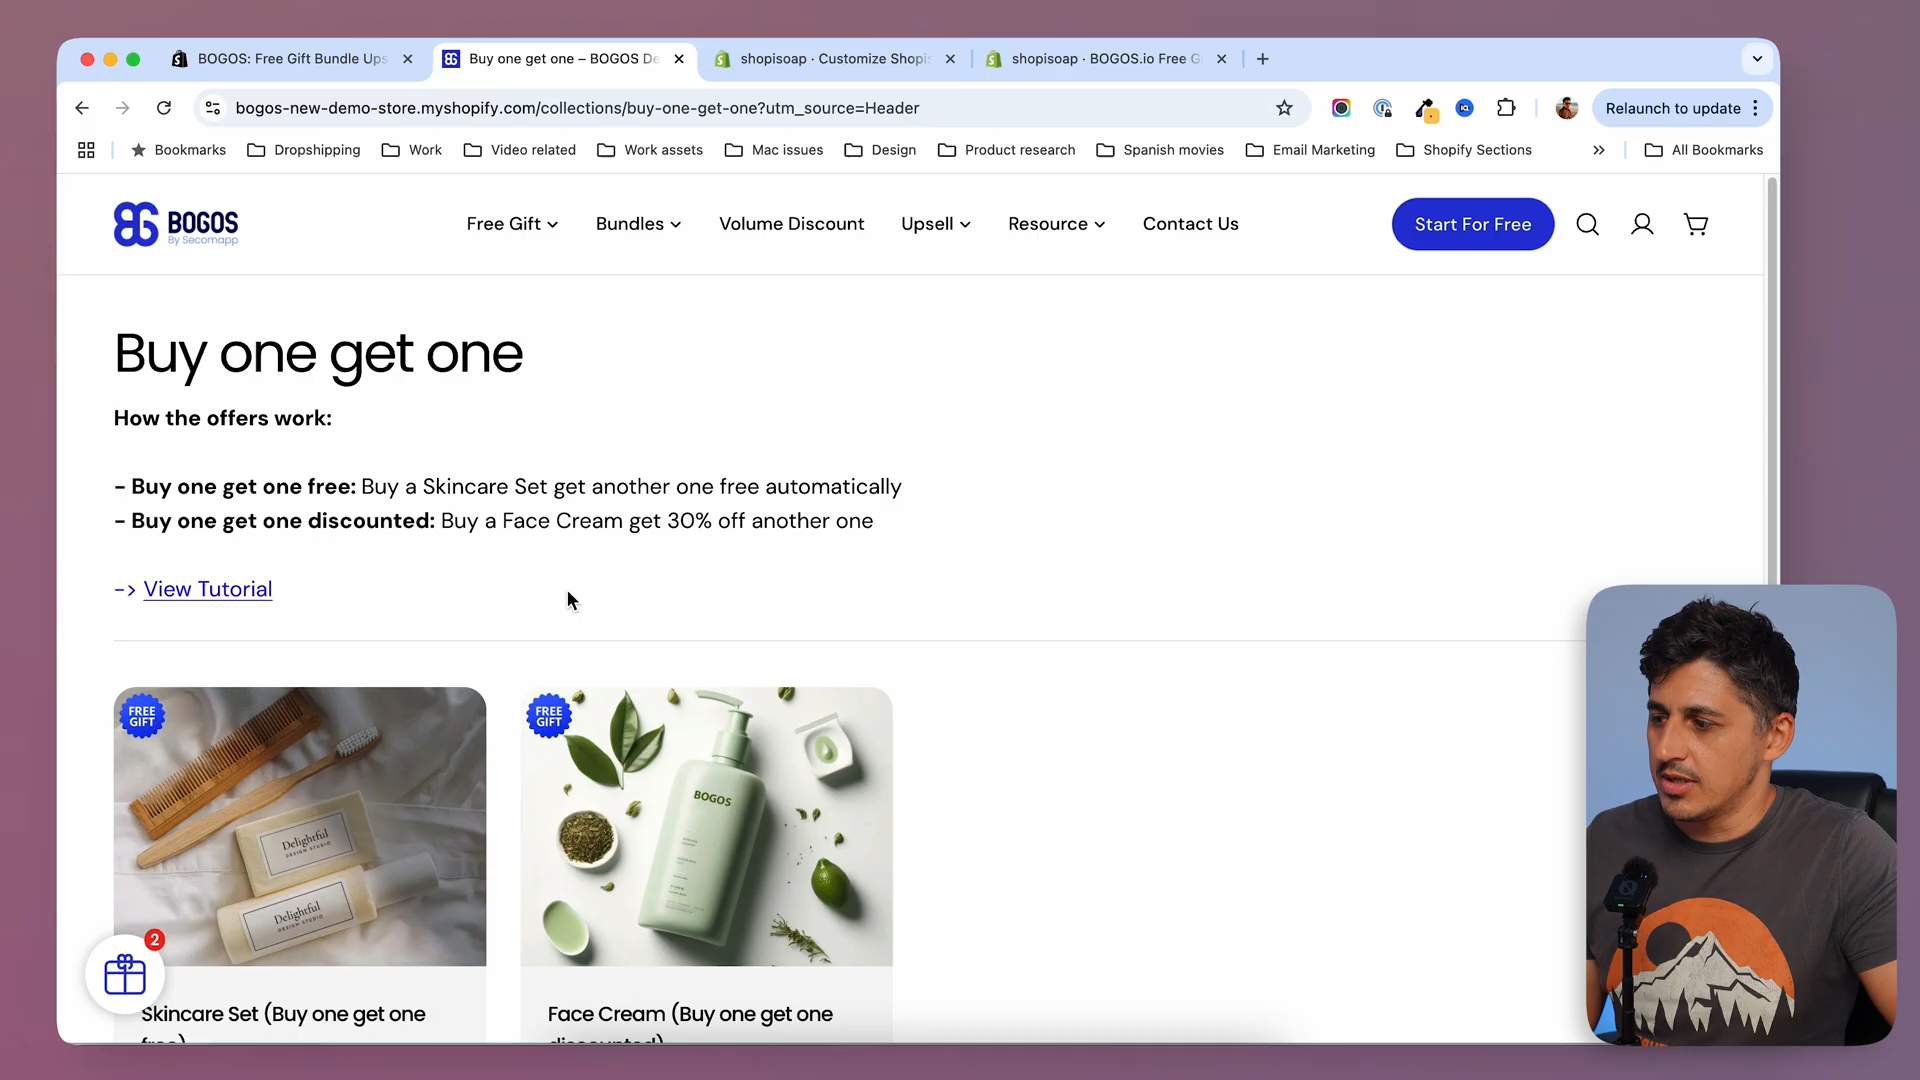 BOGOS: Free Gift Bundle Ups
Buy one get one – BOGOS De
shopisoap · Customize Shopi
shopisoap · BOGOS.io Free G
bogos-new-demo-store.myshopify.com/collections/buy-one-get-one?utm_source=Header
Relaunch to update
Bookmarks
Dropshipping
Work
Video related
Work assets
Mac issues
Design
Product research
Spanish movies
Email Marketing
Shopify Sections
All Bookmarks
BOGOS
By Secomapp
Free Gift
Bundles
Volume Discount
Upsell
Resource
Contact Us
Start For Free
Buy one get one
How the offers work:
- Buy one get one free: Buy a Skincare Set get another one free automatically
- Buy one get one discounted: Buy a Face Cream get 30% off another one
-> View Tutorial
FREE
GIFT
Delightful
DESIGN STUDIO
Delightful
DESIGN STUDIO
FREE
GIFT
BOGOS
2
Skincare Set (Buy one get one
free)
Face Cream (Buy one get one
discounted)